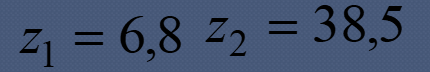 z₁ = 6,8 z₂ = 38,5